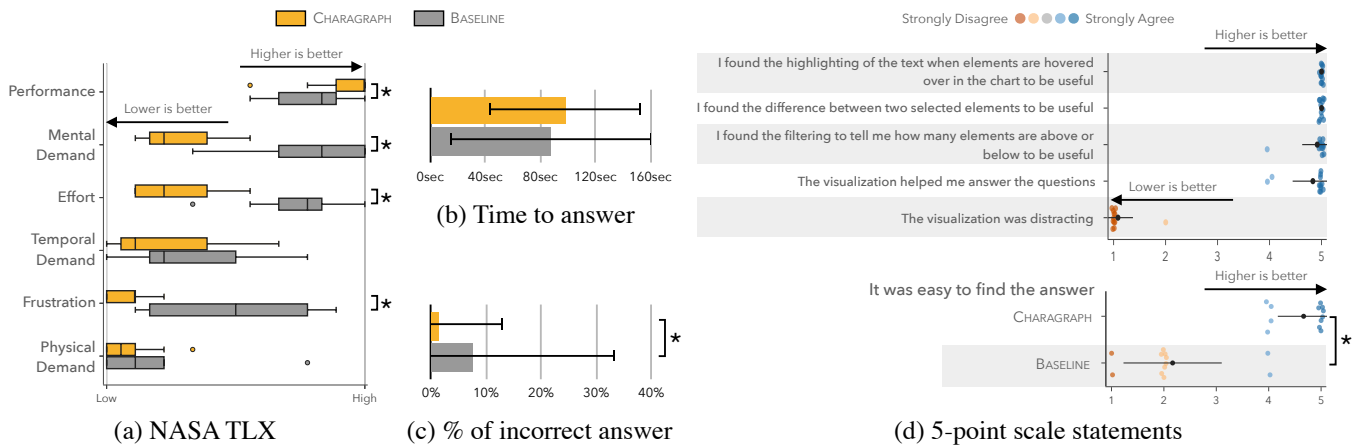 CHARAGRAPH
BASELINE
Higher is better
Performance
*
Lower is better
Mental
Demand
*
Effort
*
Temporal
Demand
Frustration
*
Physical
Demand
Low
High
(a) NASA TLX
0sec
40sec
80sec
120sec
160sec
(b) Time to answer
*
0%
10%
20%
30%
40%
(c) % of incorrect answer
Strongly Disagree
Strongly Agree
Higher is better
I found the highlighting of the text when elements are hovered
over in the chart to be useful
I found the difference between two selected elements to be useful
I found the filtering to tell me how many elements are above or
below to be useful
The visualization helped me answer the questions
Lower is better
The visualization was distracting
1
2
3
4
5
Higher is better
It was easy to find the answer
CHARAGRAPH
*
BASELINE
1
2
3
4
5
(d) 5-point scale statements